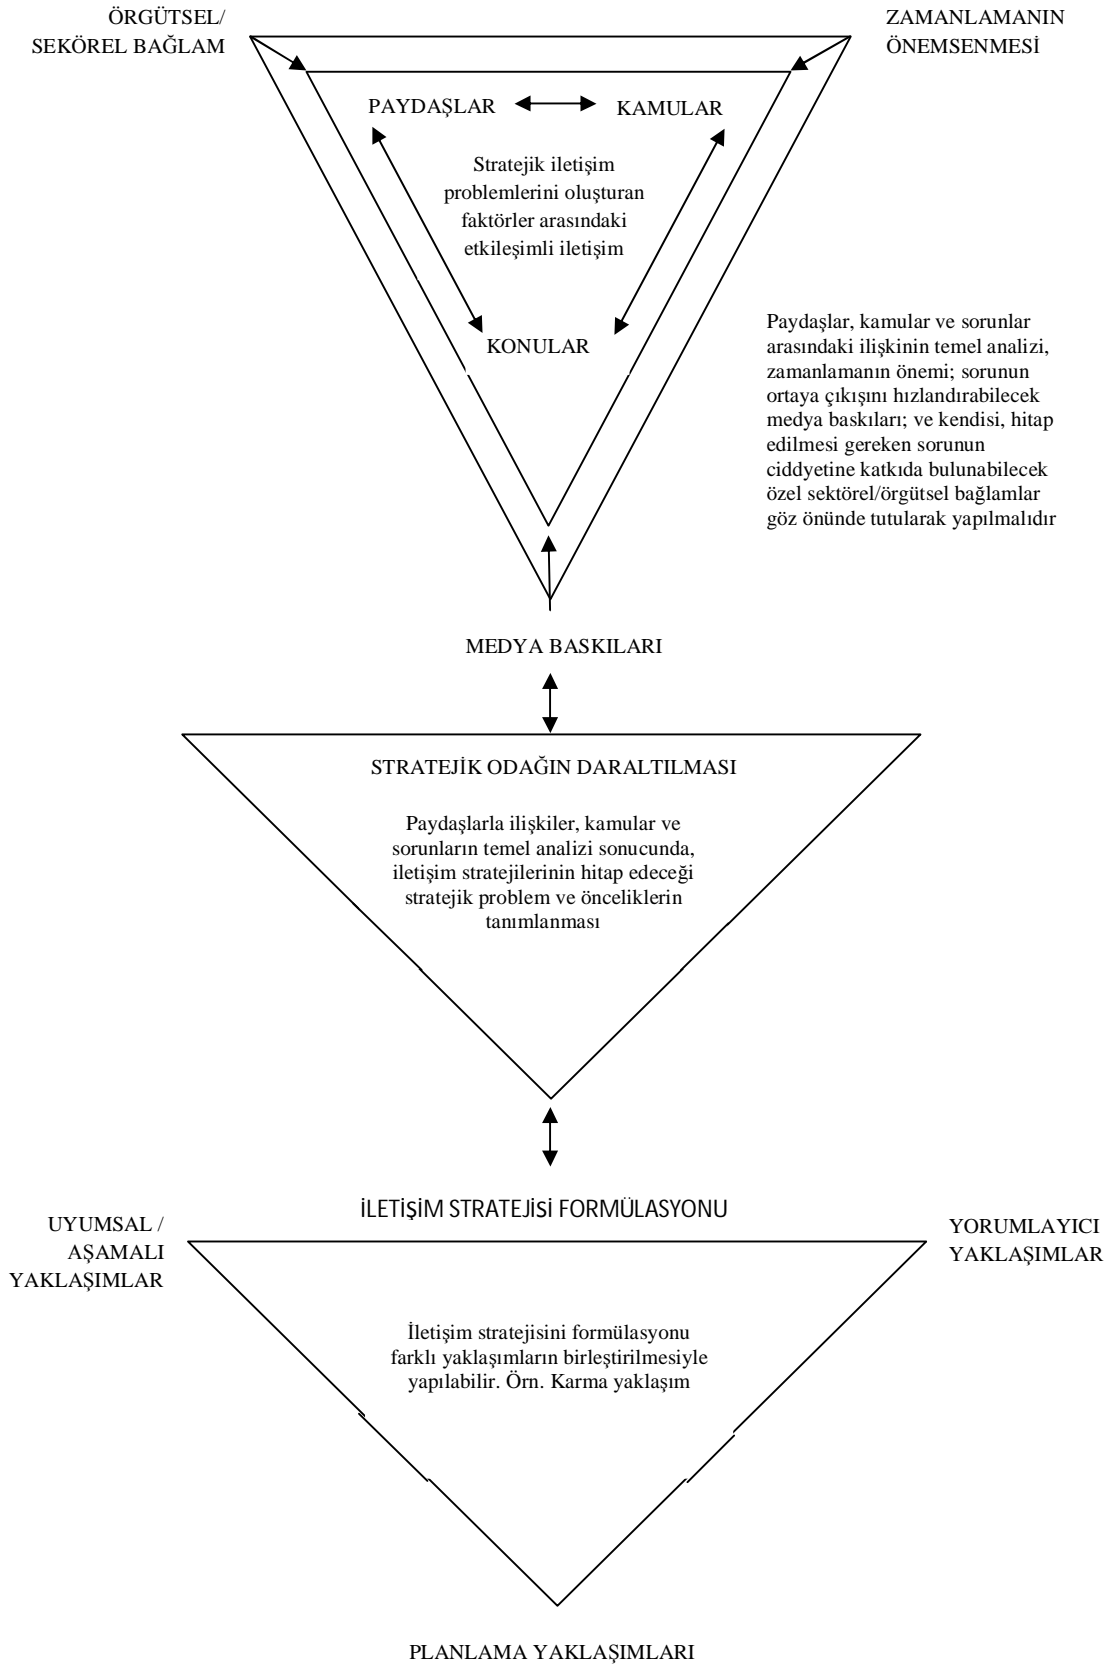 ÖRGÜTSEL/
SEKÖREL BAĞLAM
ZAMANLAMANIN
ÖNEMSENMESİ
PAYDAŞLAR
KAMULAR
Stratejik iletişim
problemlerini oluşturan
faktörler arasındaki
etkileşimli iletişim
KONULAR
Paydaşlar, kamular ve sorunlar
arasındaki ilişkinin temel analizi,
zamanlamanın önemi; sorunun
ortaya çıkışını hızlandırabilecek
medya baskıları; ve kendisi, hitap
edilmesi gereken sorunun
ciddyetine katkıda bulunabilecek
özel sektörel/örgütsel bağlamlar
göz önünde tutularak yapılmalıdır
MEDYA BASKILARI
STRATEJİK ODAĞIN DARALTILMASI
Paydaşlarla ilişkiler, kamular ve
sorunların temel analizi sonucunda,
iletişim stratejilerinin hitap edeceği
stratejik problem ve önceliklerin
tanımlanması
İLETİŞİM STRATEJİSİ FORMÜLASYONU
UYUMSAL /
AŞAMALI
YAKLAŞIMLAR
YORUMLAYICI
YAKLAŞIMLAR
İletişim stratejisini formülasyonu
farklı yaklaşımların birleştirilmesiyle
yapılabilir. Örn. Karma yaklaşım
PLANLAMA YAKLAŞIMLARI